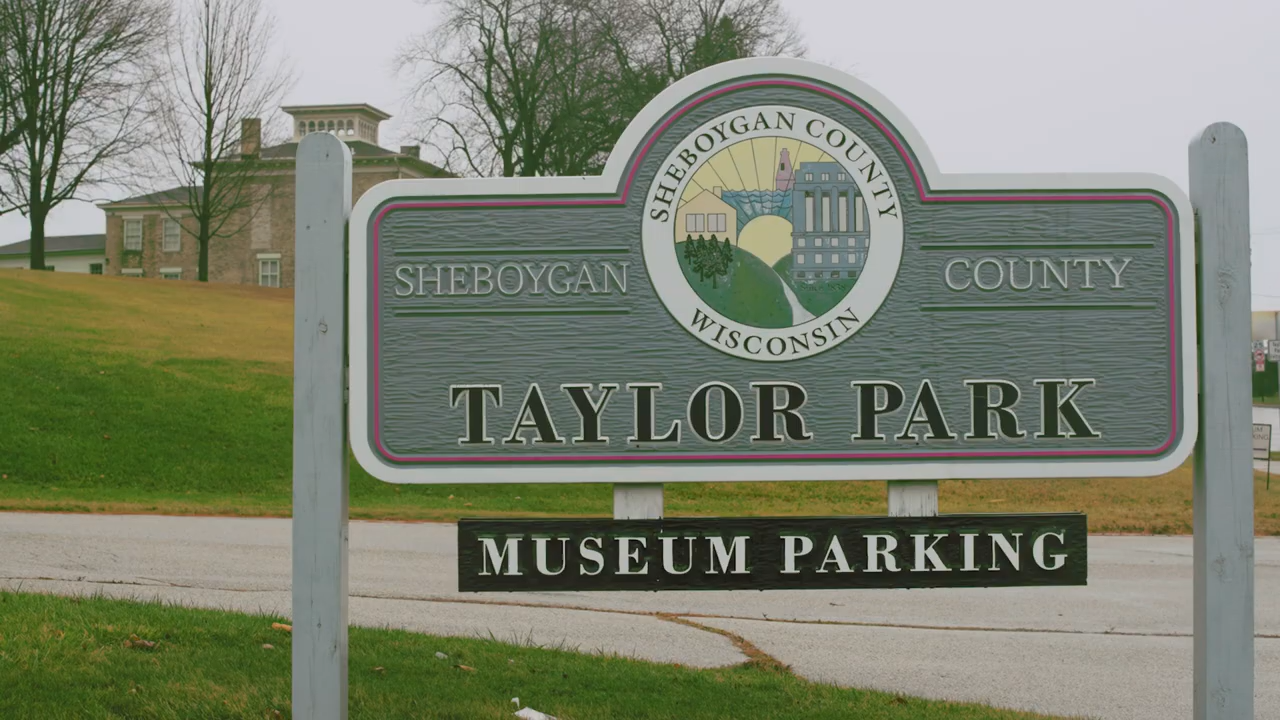 SHEBOYGAN COUNTY
WISCONSIN
SHEBOYGAN COUNTY
TAYLOR PARK
MUSEUM PARKING